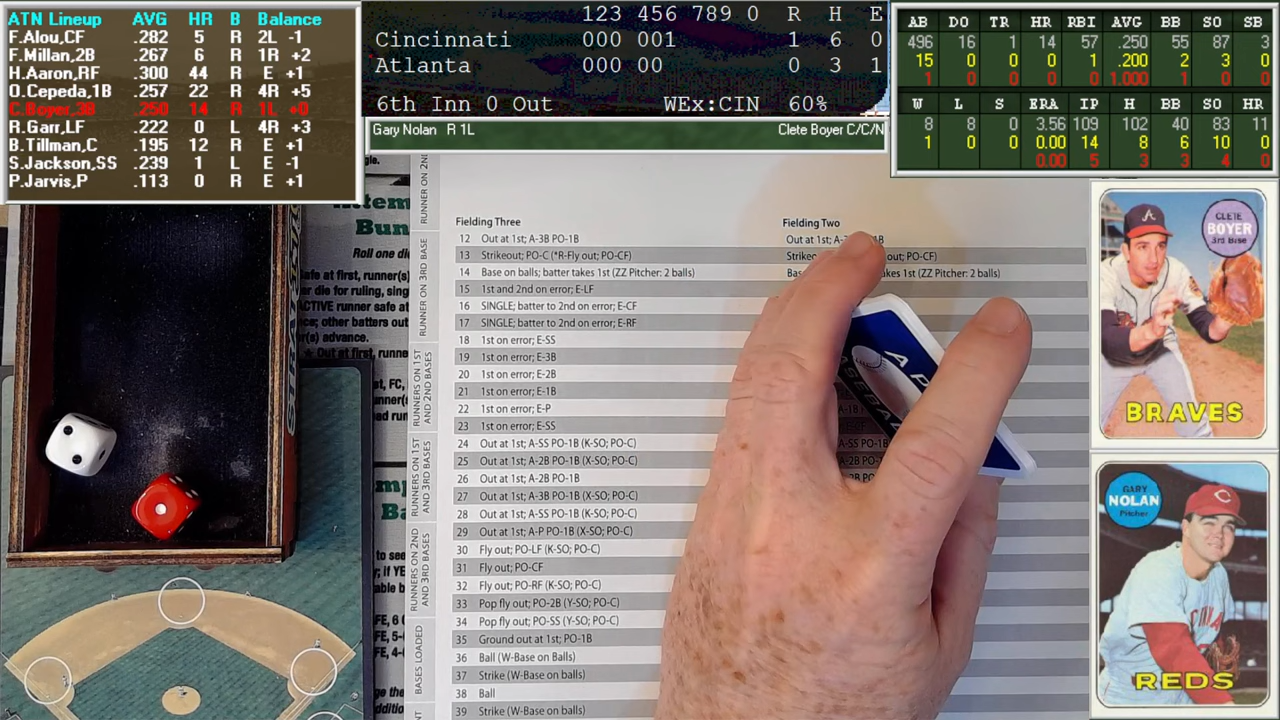 ATN Lineup AVG HR B Balance
F.Alou,CF .282 5 R 2L -1
F.Millan,2B .267 6 R 1R +2
H.Aaron,RF .300 44 R E +1
O.Cepeda,1B .257 22 R 4R +5
C.Boyer,3B .250 14 R 1L +0
R.Garr,LF .222 0 L 4R +3
B.Tillman,C .195 12 R E +1
S.Jackson,SS .239 1 L E -1
P.Jarvis,P .113 0 R E +1
123 456 789 0 R H E
Cincinnati 000 001 1 6 0
Atlanta 000 00 0 3 1
6th Inn 0 Out WEx:CIN 60%
Gary Nolan R 1L Clete Boyer C/C/N
AB DO TR HR RBI AVG BB SO SB
496 16 1 14 57 .250 55 87 3
15 0 0 0 1 .200 2 3 0
1 0 0 0 0 1.000 1 0 0
W L S ERA IP H BB SO HR
8 8 0 3.56 109 102 40 83 11
1 0 0 0.00 14 8 6 10 0
0.00 5 3 3 4 0
Fielding Three
12 Out at 1st; A-3B PO-1B
13 Strikeout; PO-C (*R-Fly out; PO-CF)
14 Base on balls; batter takes 1st (ZZ Pitcher: 2 balls)
15 1st and 2nd on error; E-LF
16 SINGLE; batter to 2nd on error; E-CF
17 SINGLE; batter to 2nd on error; E-RF
18 1st on error; E-SS
19 1st on error; E-3B
20 1st on error; E-2B
21 1st on error; E-1B
22 1st on error; E-P
23 1st on error; E-SS
24 Out at 1st; A-SS PO-1B (K-SO; PO-C)
25 Out at 1st; A-2B PO-1B (X-SO; PO-C)
26 Out at 1st; A-2B PO-1B
27 Out at 1st; A-3B PO-1B (X-SO; PO-C)
28 Out at 1st; A-SS PO-1B (X-SO; PO-C)
29 Out at 1st; A-P PO-1B (X-SO; PO-C)
30 Fly out; PO-LF (K-SO; PO-C)
31 Fly out; PO-CF
32 Fly out; PO-RF (K-SO; PO-C)
33 Pop fly out; PO-2B (Y-SO; PO-C)
34 Pop fly out; PO-SS (Y-SO; PO-C)
35 Ground out at 1st; PO-1B
36 Ball (W-Base on Balls)
37 Strike (W-Base on balls)
38 Ball
39 Strike (W-Base on balls)
Fielding Two
Out at 1st;
takes 1st (ZZ Pitcher: 2 balls)
RUNNER ON 3RD BASE
RUNNERS ON 1ST
AND 2ND BASES
RUNNERS ON 1ST
AND 3RD BASES
RUNNERS ON 2ND
AND 3RD BASES
BASES LOADED
Roll one die
CLETE
BOYER
3rd Base
BRAVES
GARY
NOLAN
Pitcher
REDS